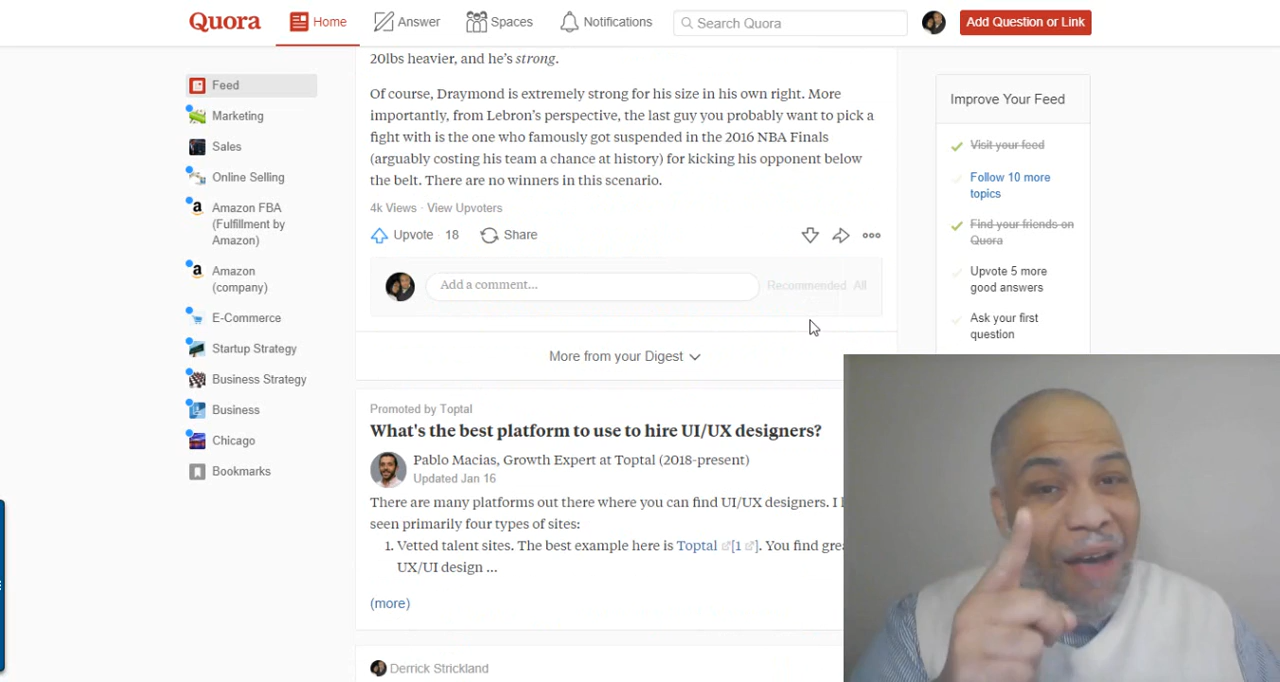 Quora
Home
Answer
Spaces
Notifications
Search Quora
Add Question or Link
Feed
Marketing
Sales
Online Selling
Amazon FBA
(Fulfillment by
Amazon)
Amazon
(company)
E-Commerce
Startup Strategy
Business Strategy
Business
Chicago
Bookmarks
20lbs heavier, and he's strong.
Of course, Draymond is extremely strong for his size in his own right. More
importantly, from Lebron's perspective, the last guy you probably want to pick a
fight with is the one who famously got suspended in the 2016 NBA Finals
(arguably costing his team a chance at history) for kicking his opponent below
the belt. There are no winners in this scenario.
4k Views · View Upvoters
Upvote · 18 Share
Add a comment... Recommended All
More from your Digest
Promoted by Toptal
What's the best platform to use to hire UI/UX designers?
Pablo Macias, Growth Expert at Toptal (2018-present)
Updated Jan 16
There are many platforms out there where you can find UI/UX designers. I
seen primarily four types of sites:
1. Vetted talent sites. The best example here is Toptal [1 ]. You find
UX/UI design ...
(more)
Derrick Strickland
Improve Your Feed
Visit your feed
Follow 10 more
topics
Find your friends on
Quora
Upvote 5 more
good answers
Ask your first
question